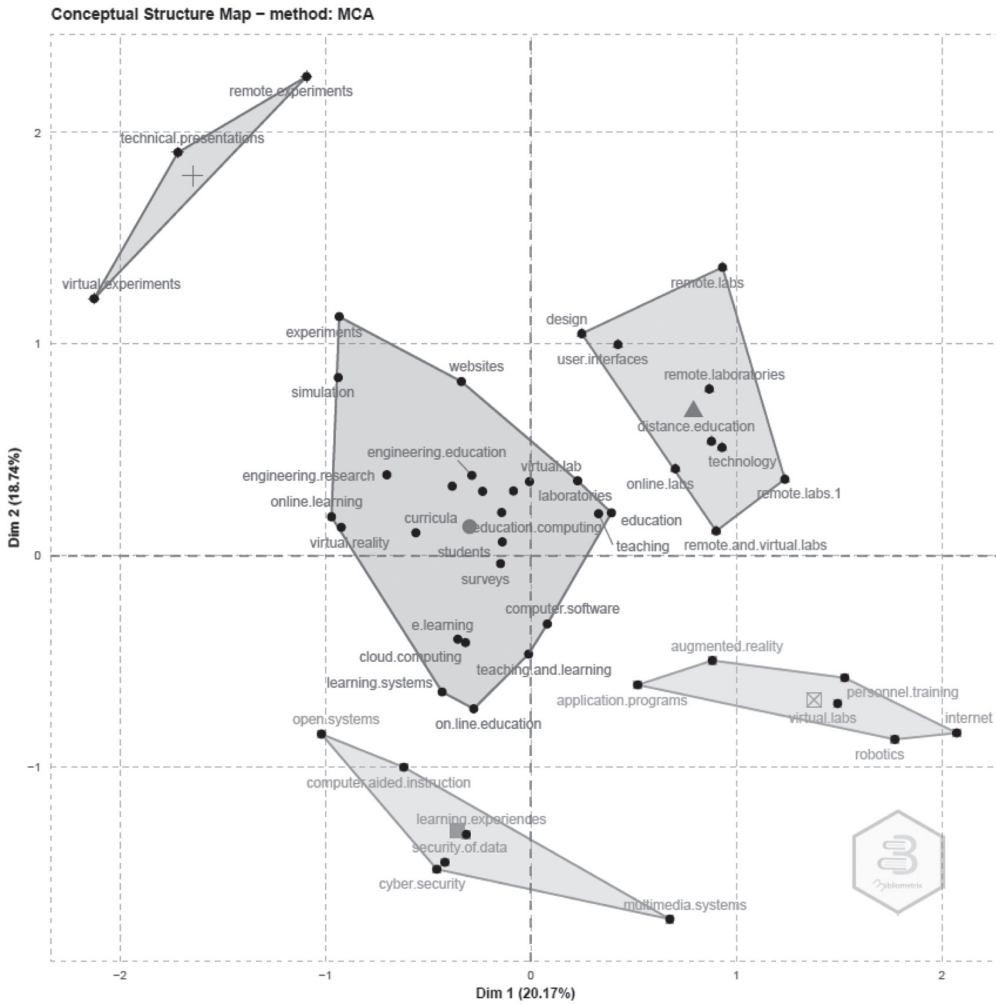 Conceptual Structure Map − method: MCA
remote.experiments
2
technical.presentations
virtual.experiments
remote.labs
design
experiments
1
user.interfaces
websites
remote.laboratories
simulation
distance.education
engineering.education
technology
virtual.lab
engineering.research
online.labs
laboratories
remote.labs.1
online.learning
curricula
education.computing
education
virtual.reality
teaching
remote.and.virtual.labs
0
students
surveys
computer.software
e.learning
augmented.reality
cloud.computing
teaching.and.learning
learning.systems
application.programs
personnel.training
virtual.labs
internet
open.systems
on.line.education
robotics
−1
computer.aided.instruction
learning.experiendes
security.of.data
cyber.security
multimedia.systems
Bibliometrix
−2
−1
0
1
2
Dim 1 (20.17%)
Dim 2 (18.74%)